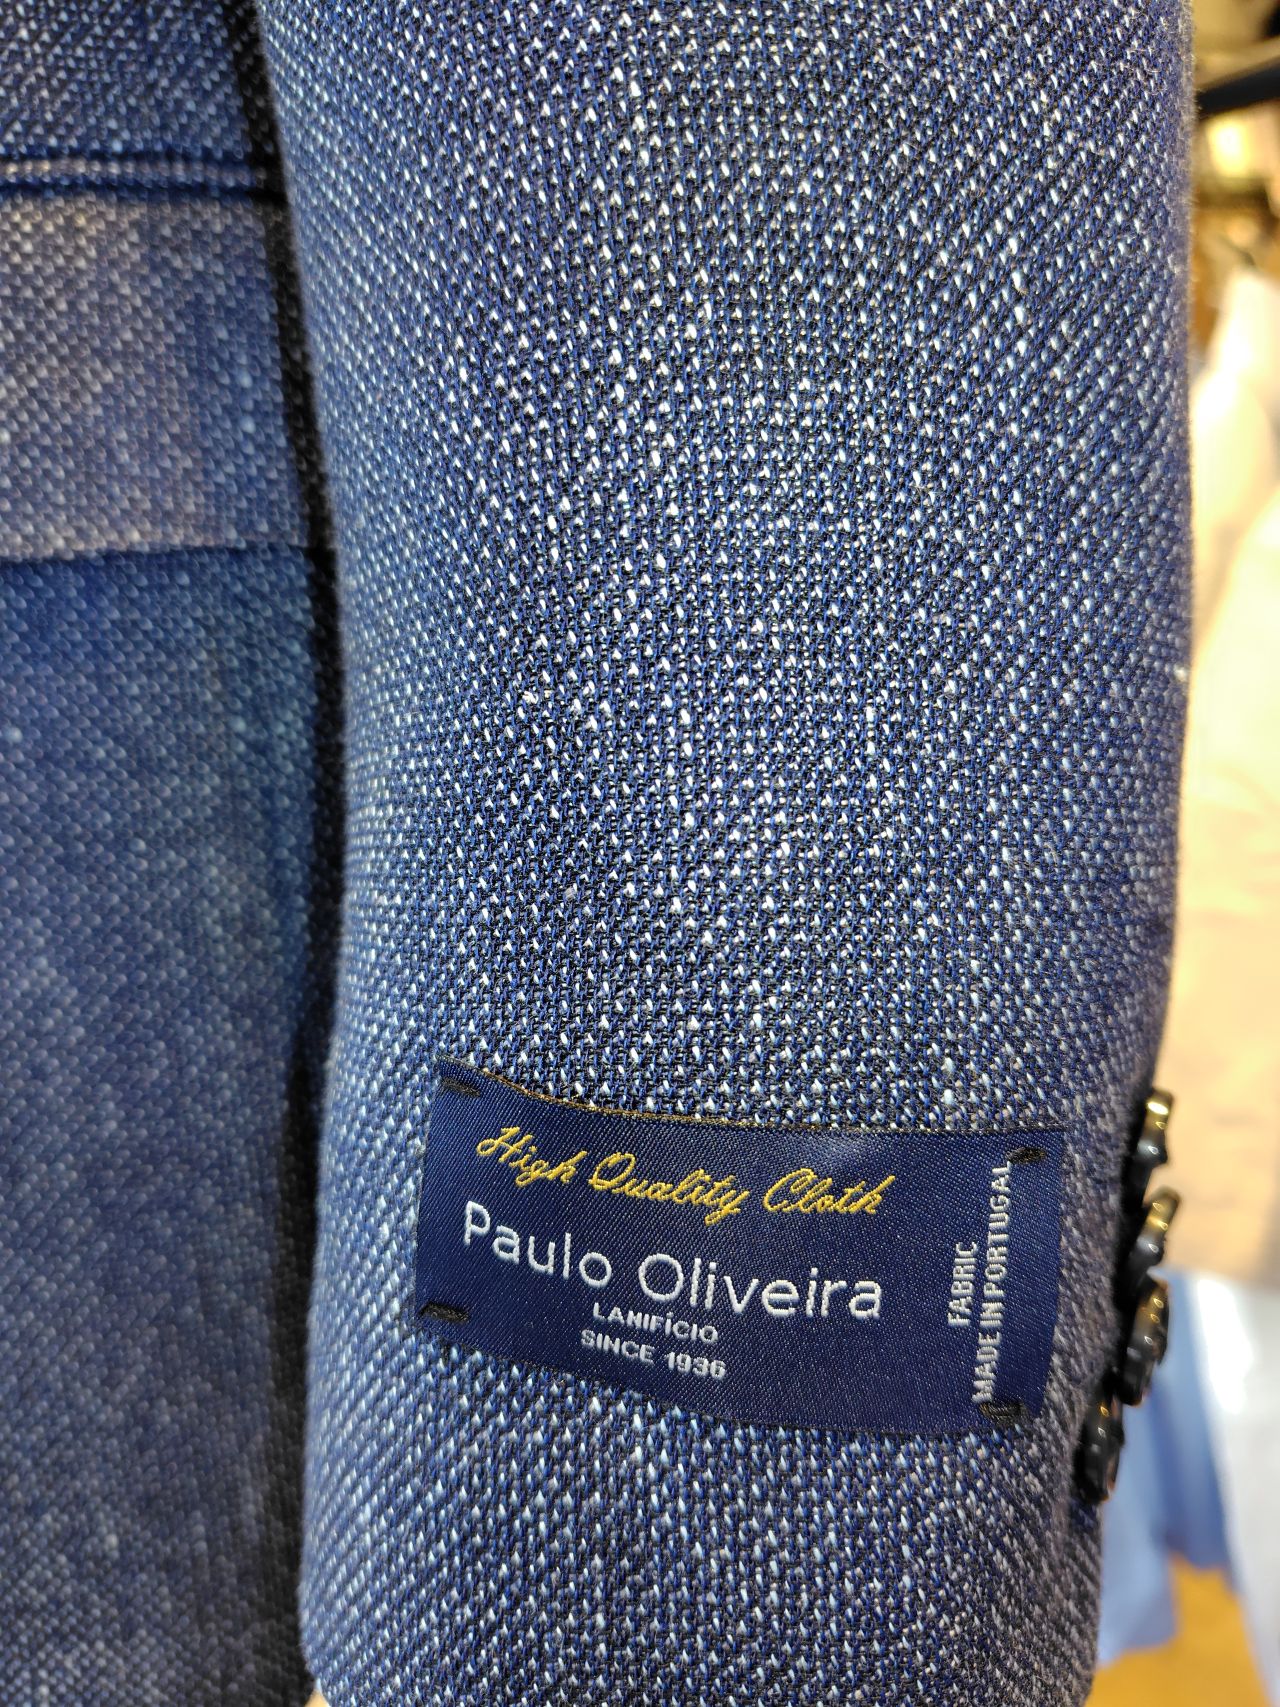 High Quality Cloth
Paulo Oliveira
LANIFÍCIO
SINCE 1936
FABRIC
MADE IN PORTUGAL